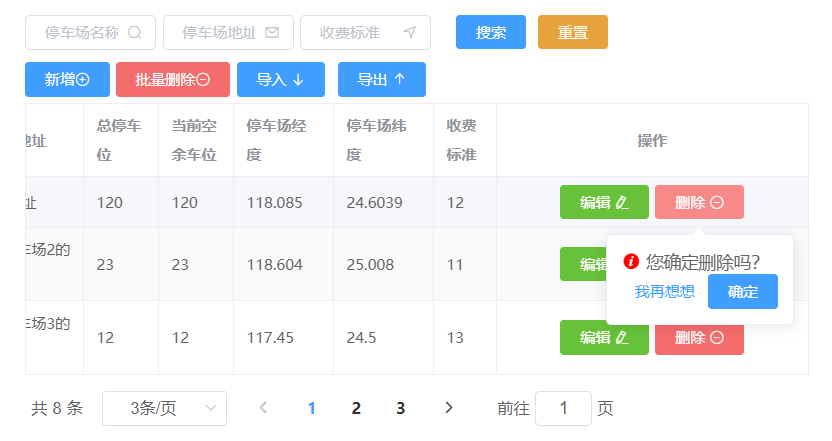 停车场名称 停车场地址 收费标准 搜索 重置
新增 批量删除 导入 导出
地址 总停车位 当前空余车位 停车场经度 停车场纬度 收费标准 操作
址 120 120 118.085 24.6039 12 编辑 删除
车场2的 23 23 118.604 25.008 11 编辑
您确定删除吗?
我再想想 确定
车场3的 12 12 117.45 24.5 13 编辑 删除
共 8 条 3条/页 1 2 3 前往 1 页